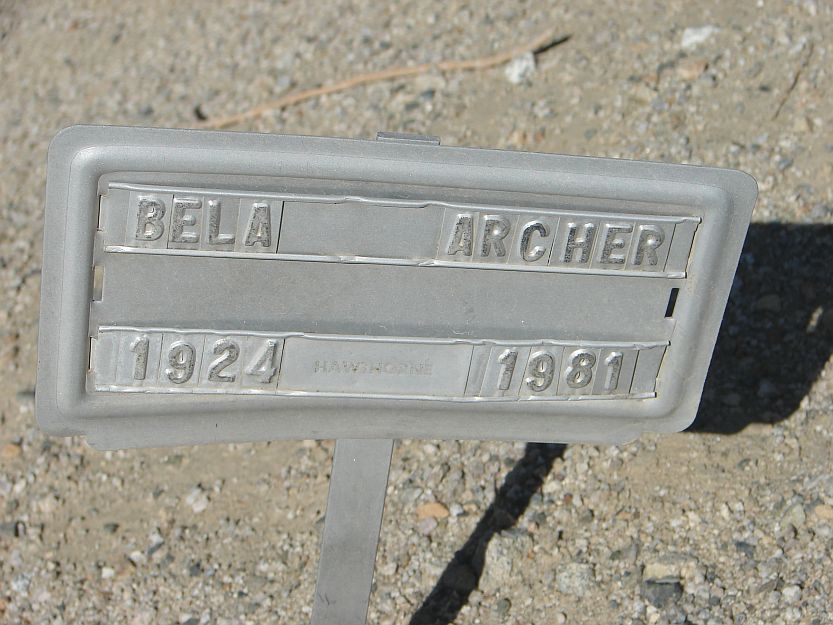 BELA ARCHER
1924 HAWTHORNE 1981